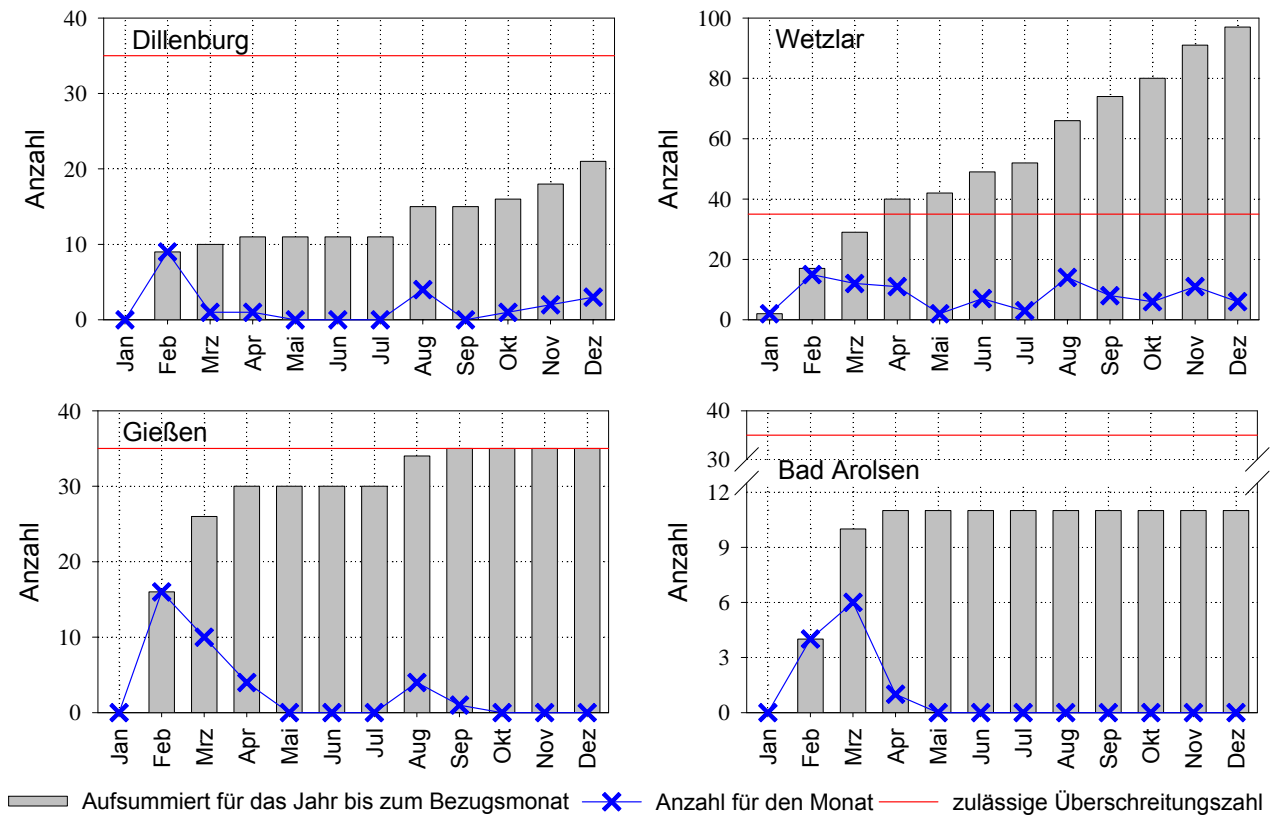 Dillenburg
Anzahl
40
30
20
10
0
Jan Feb Mrz Apr Mai Jun Jul Aug Sep Okt Nov Dez
Wetzlar
Anzahl
100
80
60
40
20
0
Jan Feb Mrz Apr Mai Jun Jul Aug Sep Okt Nov Dez
Gießen
Anzahl
40
30
20
10
0
Jan Feb Mrz Apr Mai Jun Jul Aug Sep Okt Nov Dez
Bad Arolsen
Anzahl
40
30
12
9
6
3
0
Jan Feb Mrz Apr Mai Jun Jul Aug Sep Okt Nov Dez
Aufsummiert für das Jahr bis zum Bezugsmonat Anzahl für den Monat zulässige Überschreitungszahl